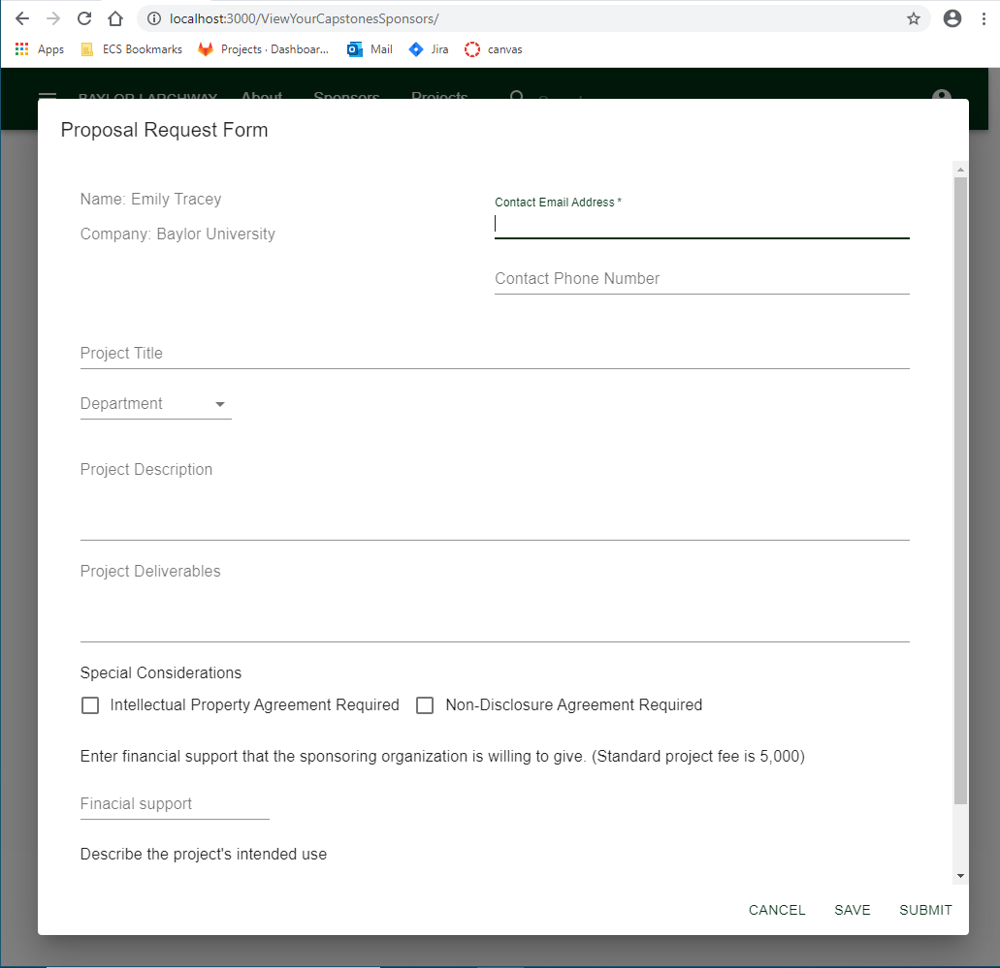 localhost:3000/ViewYourCapstonesSponsors/
Apps ECS Bookmarks Projects · Dashboar... Mail Jira canvas
BAYLOR | ARCHWAY About Sponsors Projects
Proposal Request Form
Name: Emily Tracey
Contact Email Address *
Company: Baylor University
Contact Phone Number
Project Title
Department
Project Description
Project Deliverables
Special Considerations
Intellectual Property Agreement Required Non-Disclosure Agreement Required
Enter financial support that the sponsoring organization is willing to give. (Standard project fee is 5,000)
Finacial support
Describe the project's intended use
CANCEL SAVE SUBMIT